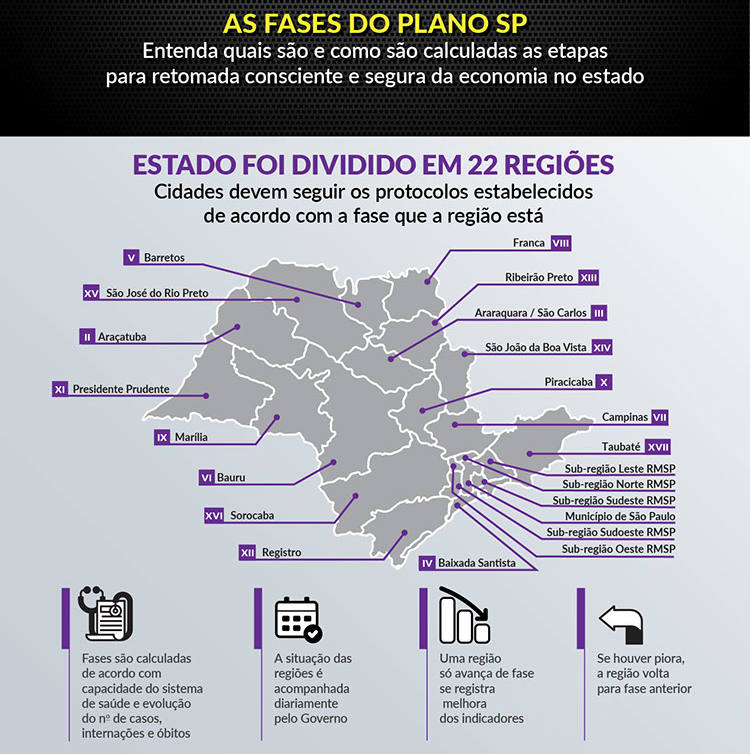 AS FASES DO PLANO SP
Entenda quais são e como são calculadas as etapas
para retomada consciente e segura da economia no estado
ESTADO FOI DIVIDIDO EM 22 REGIÕES
Cidades devem seguir os protocolos estabelecidos
de acordo com a fase que a região está
Franca VIII
V Barretos
Ribeirão Preto XIII
XV São José do Rio Preto
Araraquara / São Carlos III
II Araçatuba
São João da Boa Vista XIV
Piracicaba X
XI Presidente Prudente
Campinas VII
IX Marília
Taubaté XVII
Sub-região Leste RMSP
VI Bauru
Sub-região Norte RMSP
Sub-região Sudeste RMSP
XVI Sorocaba
Município de São Paulo
Sub-região Sudoeste RMSP
XII Registro
Sub-região Oeste RMSP
IV Baixada Santista
Fases são calculadas
de acordo com
capacidade do sistema
de saúde e evolução
do nº de casos,
internações e óbitos
A situação das
regiões é
acompanhada
diariamente
pelo Governo
Uma região
só avança de fase
se registra
melhora
dos indicadores
Se houver piora,
a região volta
para fase anterior